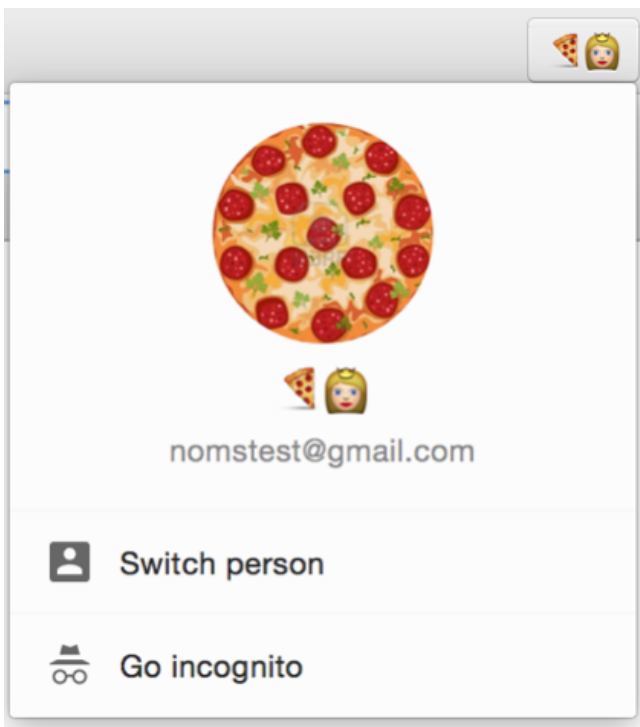 🍕👸
🍕👸
nomstest@gmail.com
Switch person
Go incognito